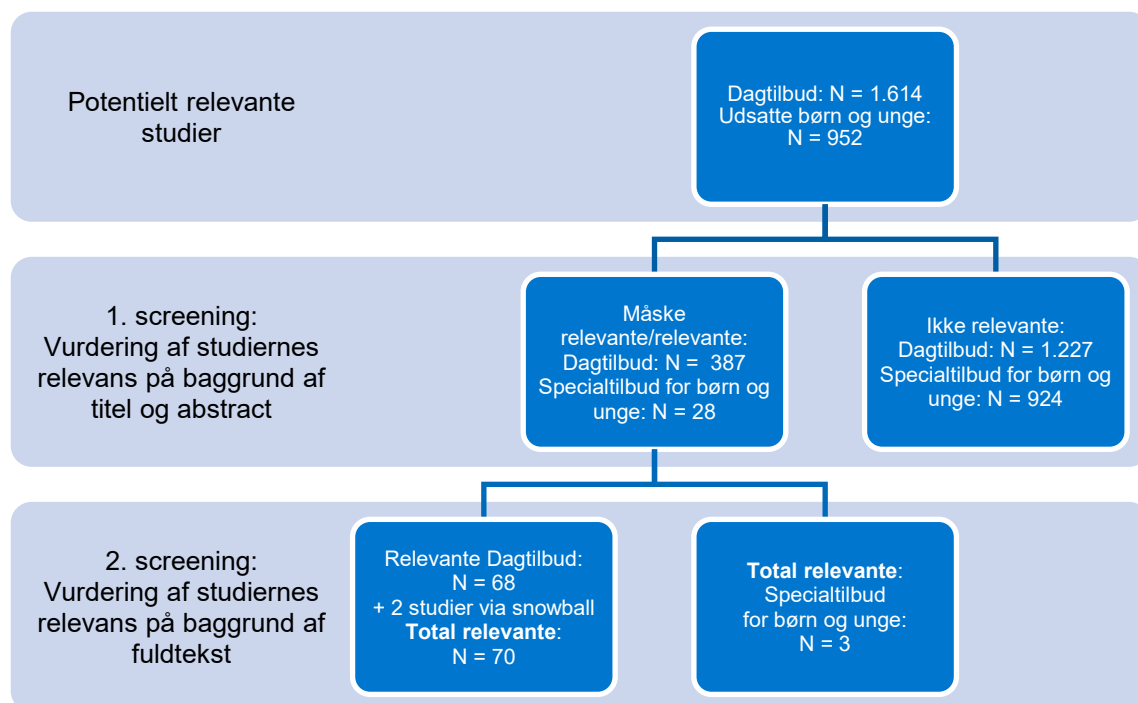 Potentielt relevante
studier
Dagtilbud: N = 1.614
Udsatte børn og unge:
N = 952
1. screening:
Vurdering af studiernes
relevans på baggrund af
titel og abstract
Måske
relevante/relevante:
Dagtilbud: N = 387
Specialtilbud for børn og
unge: N = 28
Ikke relevante:
Dagtilbud: N = 1.227
Specialtilbud for børn og
unge: N = 924
2. screening:
Vurdering af studiernes
relevans på baggrund af
fuldtekst
Relevante Dagtilbud:
N = 68
+ 2 studier via snowball
Total relevante:
N = 70
Total relevante:
Specialtilbud
for børn og unge:
N = 3